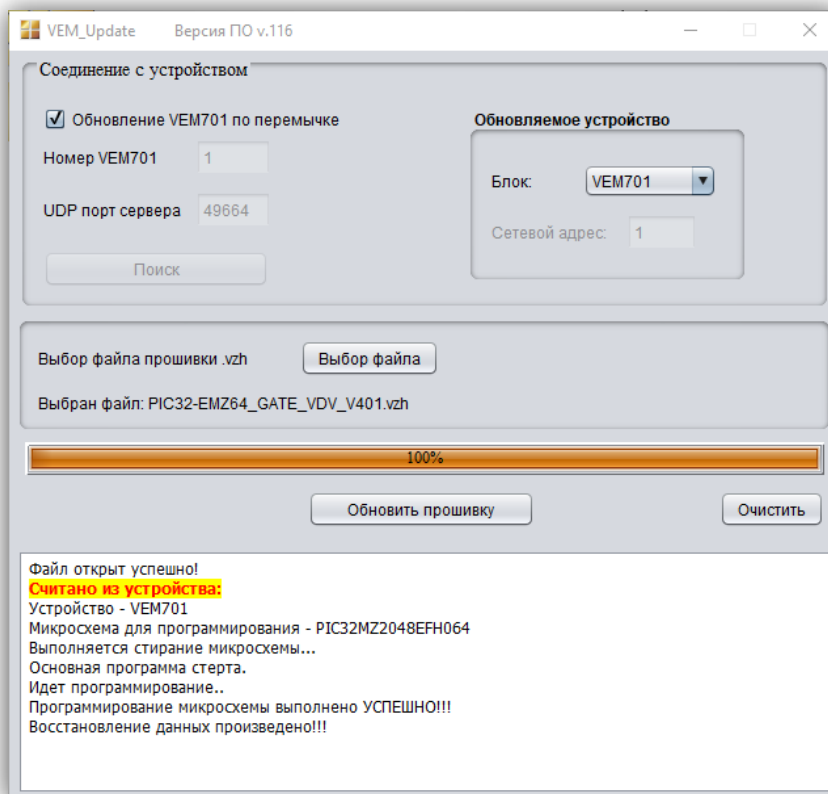 VEM_Update Версия ПО v.116
Соединение с устройством
Обновление VEM701 по перемычке
Номер VEM701 1
UDP порт сервера 49664
Поиск
Обновляемое устройство
Блок: VEM701
Сетевой адрес: 1
Выбор файла прошивки .vzh Выбор файла
Выбран файл: PIC32-EMZ64_GATE_VDV_V401.vzh
100%
Обновить прошивку Очистить
Файл открыт успешно!
Считано из устройства:
Устройство - VEM701
Микросхема для программирования - PIC32MZ2048EFH064
Выполняется стирание микросхемы...
Основная программа стерта.
Идет программирование..
Программирование микросхемы выполнено УСПЕШНО!!!
Восстановление данных произведено!!!